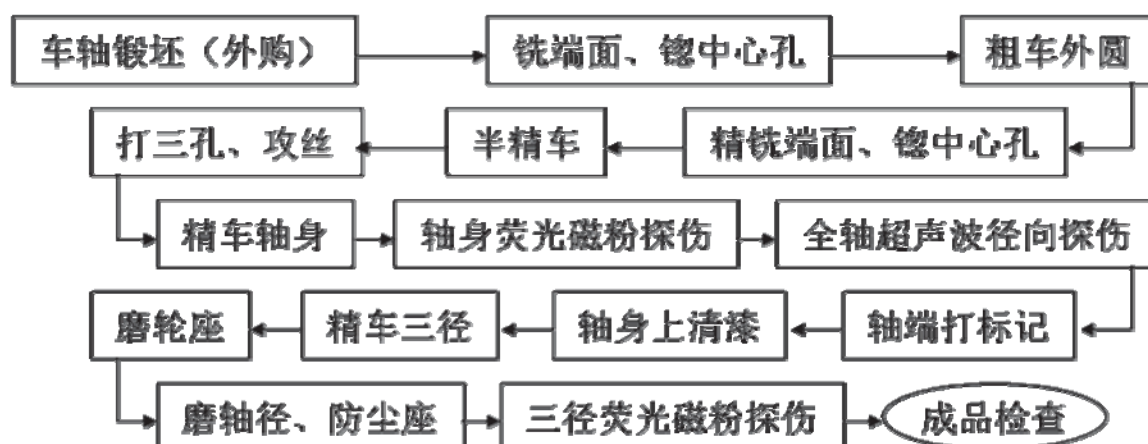 车轴锻坯（外购） 铣端面、锪中心孔 粗车外圆
打三孔、攻丝 半精车 精铣端面、锪中心孔
精车轴身 轴身荧光磁粉探伤 全轴超声波径向探伤
磨轮座 精车三径 轴身上清漆 轴端打标记
磨轴径、防尘座 三径荧光磁粉探伤 成品检查